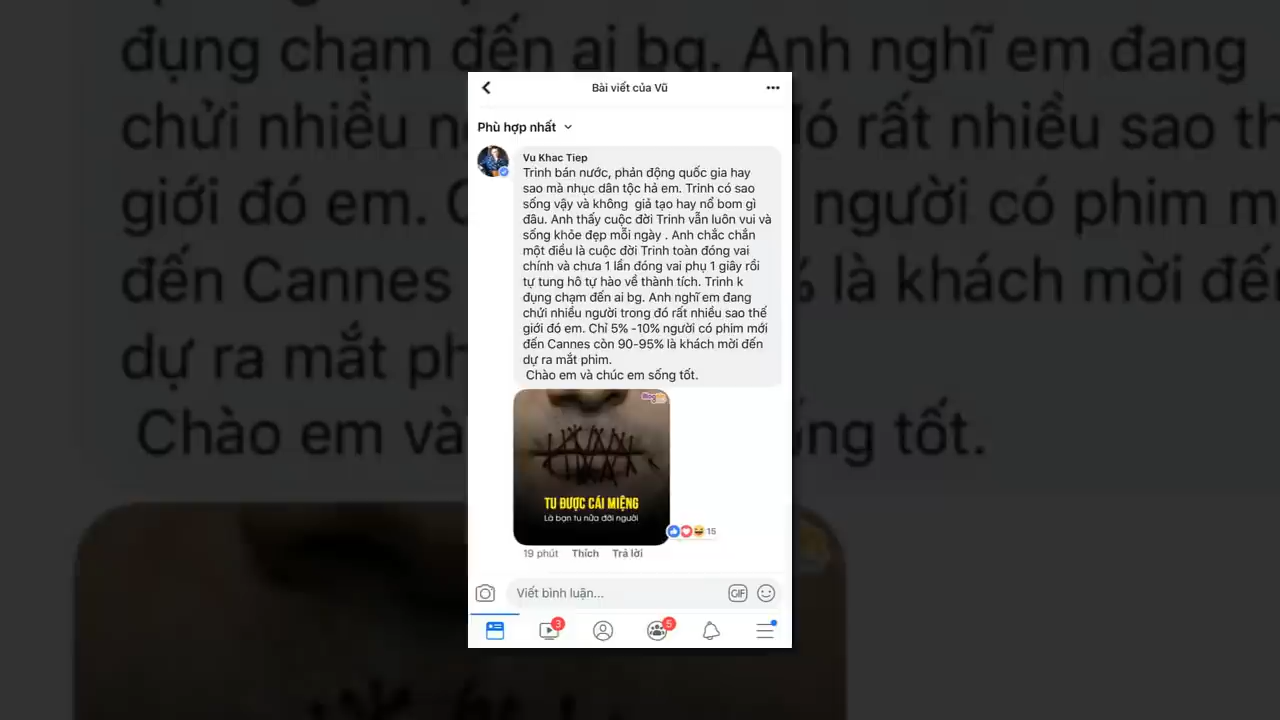 đụng chạm đến ai bg. Anh nghĩ em đang
Bài viết của Vũ
Phù hợp nhất
Vu Khac Tiep
Trinh bán nước, phản động quốc gia hay
sao mà nhục dân tộc hả em. Trinh có sao
sống vậy và không giả tạo hay nổ bom gì
đâu. Anh thấy cuộc đời Trinh vẫn luôn vui và
sống khỏe đẹp mỗi ngày . Anh chắc chắn
một điều là cuộc đời Trinh toàn đóng vai
chính và chưa 1 lần đóng vai phụ 1 giây rồi
tự tung hô tự hào về thành tích. Trinh k
đụng chạm đến ai bg. Anh nghĩ em đang
chửi nhiều người trong đó rất nhiều sao thế
giới đó em. Chỉ 5% -10% người có phim mới
đến Cannes còn 90-95% là khách mời đến
dự ra mắt phim.
Chào em và chúc em sống tốt.
TU ĐƯỢC CÁI MIỆNG
Là bạn tu nửa đời người
15
19 phút Thích Trả lời
Viết bình luận...
GIF
3
5
chửi nhiều
ó rất nhiều sao th
giới đó em.
người có phim m
đến Cannes
là khách mời để
dự ra mắt ph
Chào em và
ng tốt.